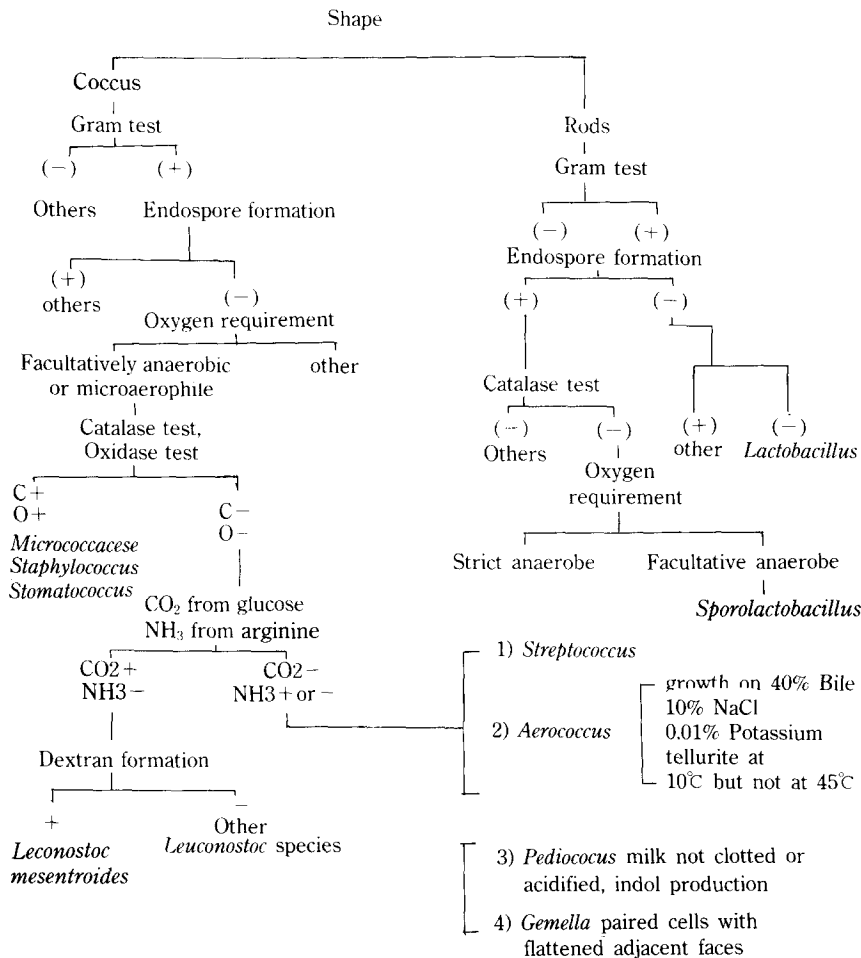 Shape
Coccus
Gram test
(−) (+)
Others Endospore formation
(+)
others
(−)
Oxygen requirement
Facultatively anaerobic
or microaerophile
other
Catalase test,
Oxidase test
C+
O+
Micrococcacese
Staphylococcus
Stomatococcus
C−
O−
CO₂ from glucose
NH₃ from arginine
CO2+
NH3−
CO2−
NH3+or −
Dextran formation
+
Leconostoc
mesentroides
−
Other
Leuconostoc species
Rods
Gram test
(−) (+)
Endospore formation
(+) (−)
Catalase test
(−)
Others
(−)
Oxygen
requirement
(+)
other
(−)
Lactobacillus
Strict anaerobe
Facultative anaerobe
Sporolactobacillus
1) Streptococcus
2) Aerococcus
growth on 40% Bile
10% NaCl
0.01% Potassium
tellurite at
10℃ but not at 45℃
3) Pediococus milk not clotted or
acidified, indol production
4) Gemella paired cells with
flattened adjacent faces